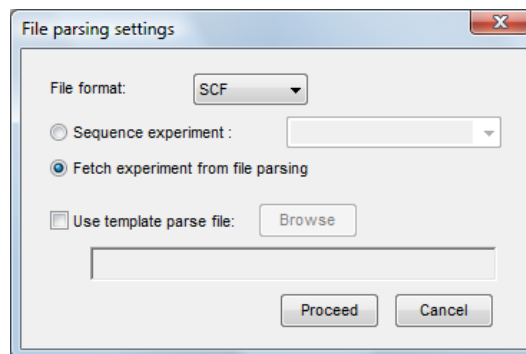 File parsing settings
File format: SCF
Sequence experiment :
Fetch experiment from file parsing
Use template parse file: Browse
Proceed Cancel